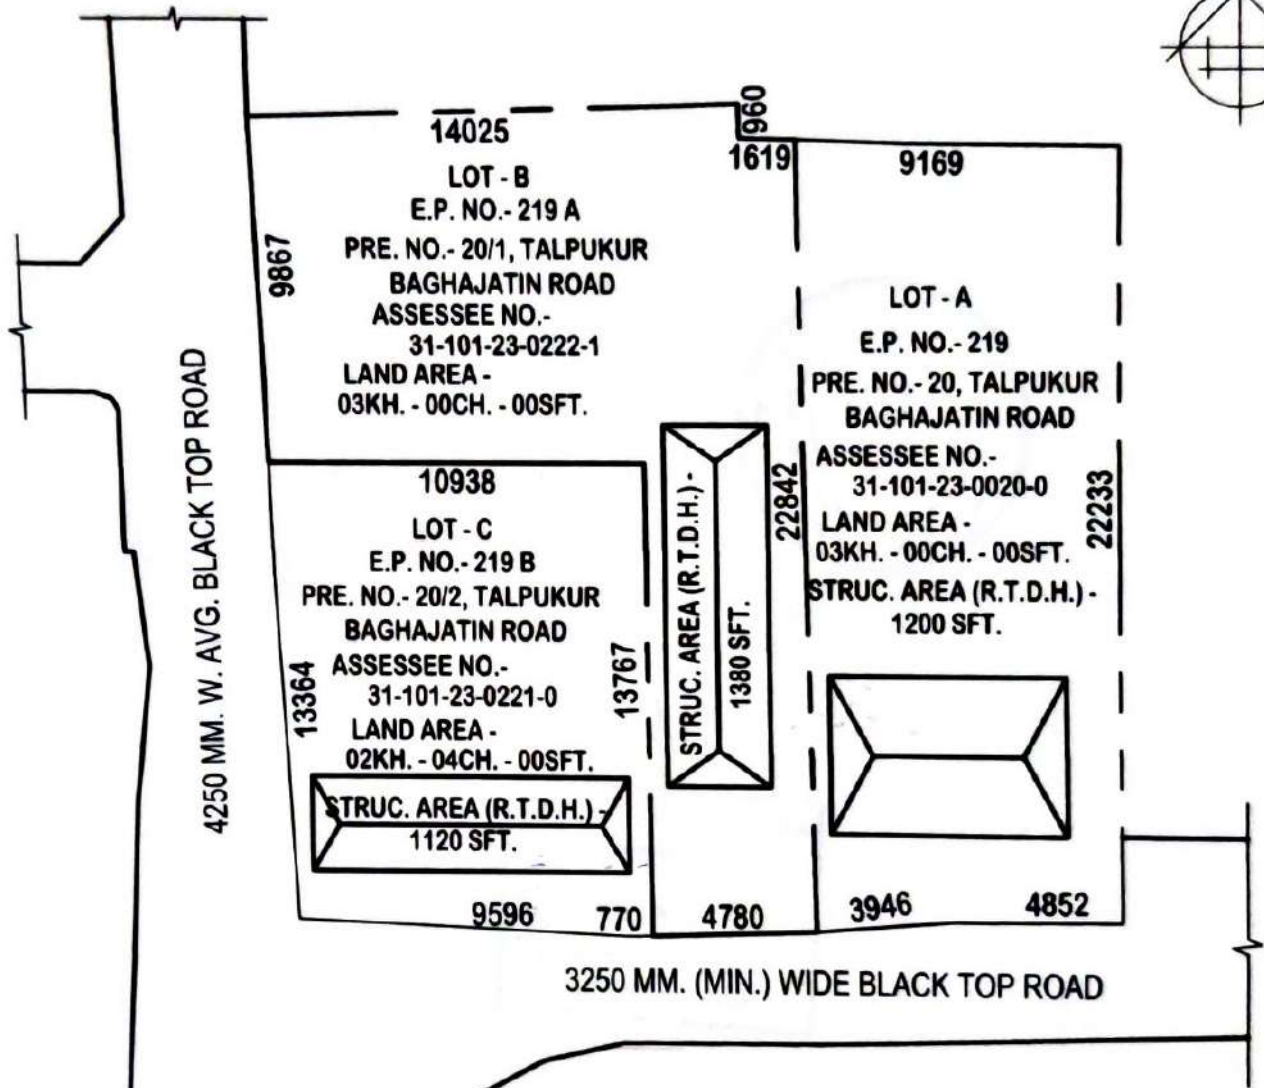 960
14025
1619
9169
LOT - B
E.P. NO.- 219 A
PRE. NO.- 20/1, TALPUKUR
BAGHAJATIN ROAD
ASSESSEE NO.-
31-101-23-0222-1
LAND AREA -
03KH. - 00CH. - 00SFT.
9867
LOT - A
E.P. NO.- 219
PRE. NO.- 20, TALPUKUR
BAGHAJATIN ROAD
ASSESSEE NO.-
31-101-23-0020-0
LAND AREA -
03KH. - 00CH. - 00SFT.
STRUC. AREA (R.T.D.H.) -
1200 SFT.
22842
22233
4250 MM. W. AVG. BLACK TOP ROAD
10938
LOT - C
E.P. NO.- 219 B
PRE. NO.- 20/2, TALPUKUR
BAGHAJATIN ROAD
ASSESSEE NO.-
31-101-23-0221-0
LAND AREA -
02KH. - 04CH. - 00SFT.
STRUC. AREA (R.T.D.H.) -
1120 SFT.
13364
13767
STRUC. AREA (R.T.D.H.) -
1380 SFT.
9596
770
4780
3946
4852
3250 MM. (MIN.) WIDE BLACK TOP ROAD